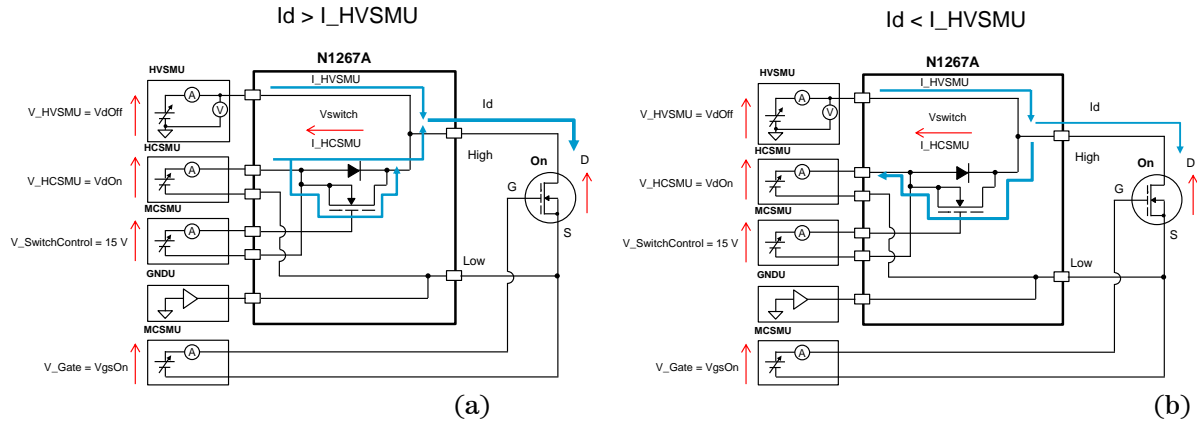 Id > I_HVSMU
N1267A
HVSMU
I_HVSMU
A
V
V_HVSMU = VdOff
Vswitch
Id
I_HCSMU
HCSMU
High
On
D
A
V_HCSMU = VdOn
G
MCSMU
S
A
V_SwitchControl = 15 V
Low
GNDU
MCSMU
A
V_Gate = VgsOn
(a)
Id < I_HVSMU
N1267A
HVSMU
I_HVSMU
A
V
V_HVSMU = VdOff
Vswitch
Id
I_HCSMU
HCSMU
High
On
D
A
V_HCSMU = VdOn
G
MCSMU
S
A
V_SwitchControl = 15 V
Low
GNDU
MCSMU
A
V_Gate = VgsOn
(b)